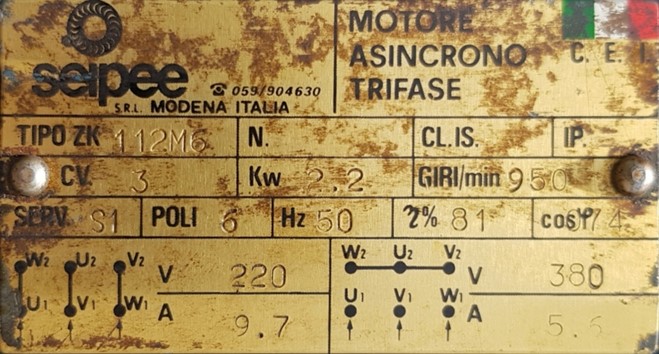 seipee
☎ 059/904630
S.R.L. MODENA ITALIA
MOTORE
ASINCRONO
TRIFASE
C. E. I.
TIPO ZK 112M6 N. CL.IS. IP.
CV. 3 Kw 2.2 GIRI/min 950
SERV. S1 POLI 6 Hz 50 η% 81 cosφ
W2 U2 V2 V 220
U1 V1 W1 A 9.7
W2 U2 V2 V 380
U1 V1 W1 A 5.6